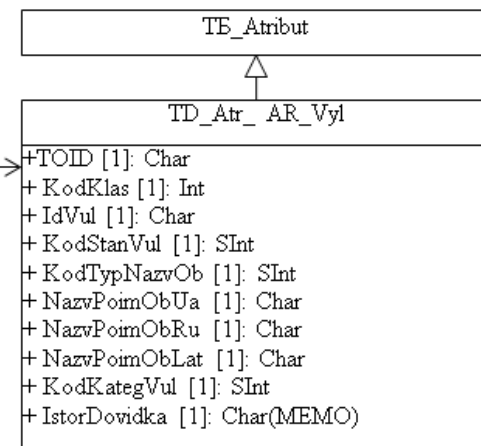 TБ_Atribut
TD_Atr_ AR_Vyl
+TOID [1]: Char
+ KodKlas [1]: Int
+ IdVul [1]: Char
+ KodStanVul [1]: SInt
+ KodTypNazvOb [1]: SInt
+ NazvPoimObUa [1]: Char
+ NazvPoimObRu [1]: Char
+ NazvPoimObLat [1]: Char
+ KodKategVul [1]: SInt
+ IstorDovidka [1]: Char(MEMO)